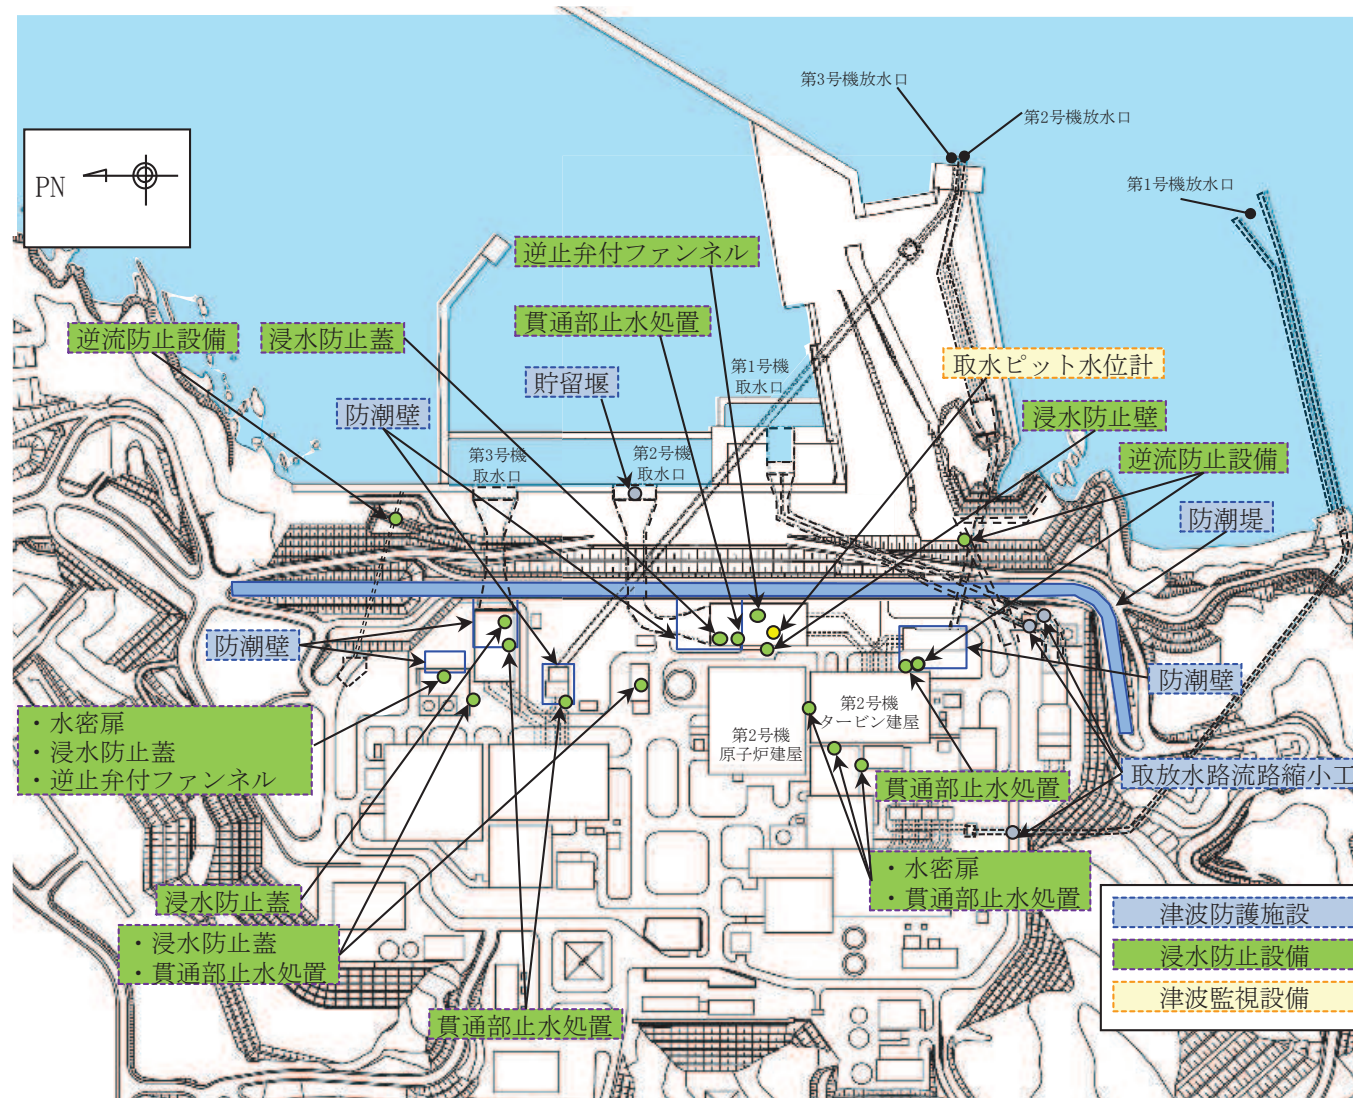 第3号機放水口
第2号機放水口
第1号機放水口
PN
逆止弁付ファンネル
貫通部止水処置
逆流防止設備
浸水防止蓋
第1号機
取水口
取水ピット水位計
貯留堰
防潮壁
浸水防止壁
第3号機
取水口
第2号機
取水口
逆流防止設備
防潮堤
防潮壁
防潮壁
・水密扉
・浸水防止蓋
・逆止弁付ファンネル
第2号機
タービン建屋
第2号機
原子炉建屋
貫通部止水処置
取放水路流路縮小工
・水密扉
・貫通部止水処置
浸水防止蓋
・浸水防止蓋
・貫通部止水処置
貫通部止水処置
津波防護施設
浸水防止設備
津波監視設備